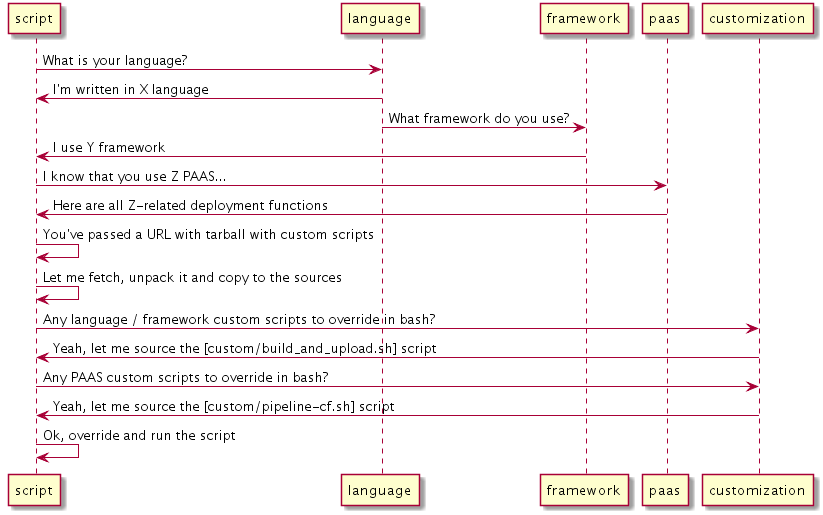 script language framework paas customization
What is your language?
I'm written in X language
What framework do you use?
I use Y framework
I know that you use Z PAAS...
Here are all Z-related deployment functions
You've passed a URL with tarball with custom scripts
Let me fetch, unpack it and copy to the sources
Any language / framework custom scripts to override in bash?
Yeah, let me source the [custom/build_and_upload.sh] script
Any PAAS custom scripts to override in bash?
Yeah, let me source the [custom/pipeline-cf.sh] script
Ok, override and run the script
script language framework paas customization